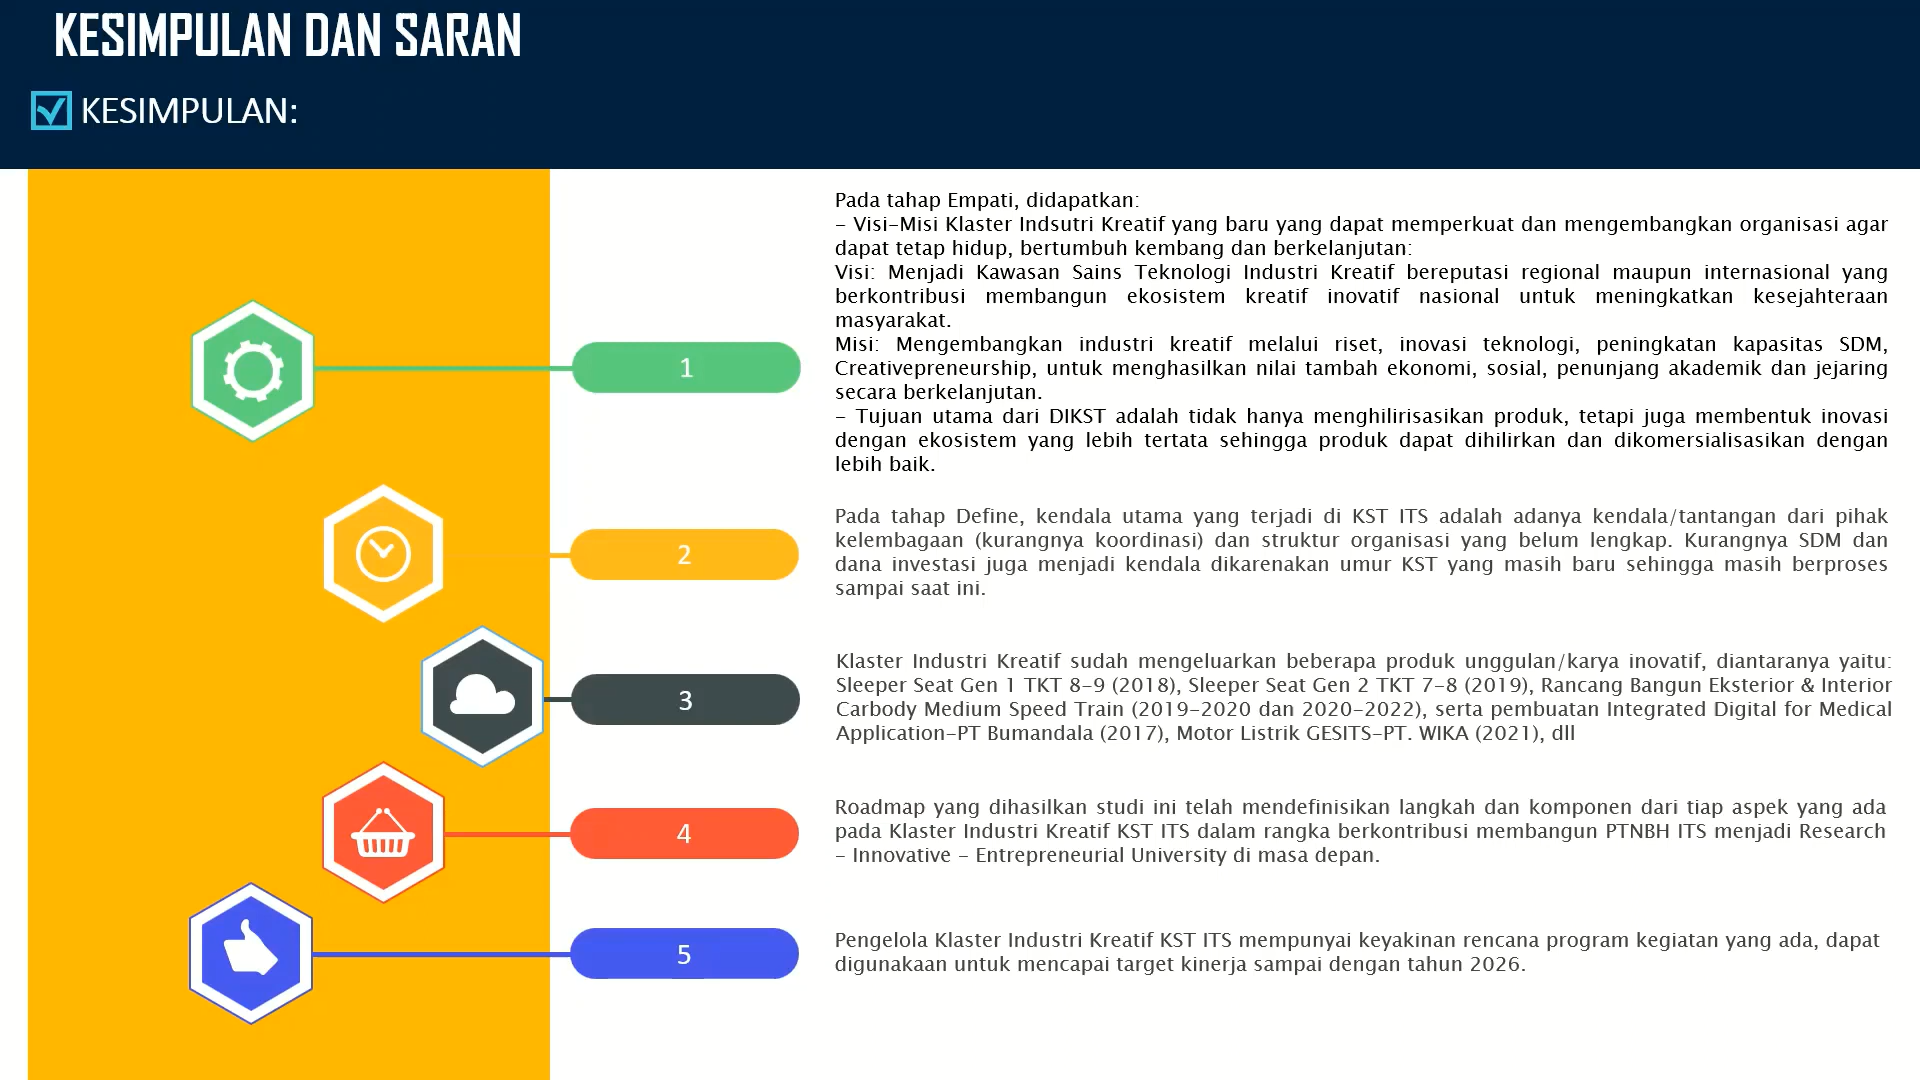 KESIMPULAN DAN SARAN
KESIMPULAN:
1
Pada tahap Empati, didapatkan:
- Visi-Misi Klaster Indsutri Kreatif yang baru yang dapat memperkuat dan mengembangkan organisasi agar
dapat tetap hidup, bertumbuh kembang dan berkelanjutan:
Visi: Menjadi Kawasan Sains Teknologi Industri Kreatif bereputasi regional maupun internasional yang
berkontribusi membangun ekosistem kreatif inovatif nasional untuk meningkatkan kesejahteraan
masyarakat.
Misi: Mengembangkan industri kreatif melalui riset, inovasi teknologi, peningkatan kapasitas SDM,
Creativepreneurship, untuk menghasilkan nilai tambah ekonomi, sosial, penunjang akademik dan jejaring
secara berkelanjutan.
- Tujuan utama dari DIKST adalah tidak hanya menghilirisasikan produk, tetapi juga membentuk inovasi
dengan ekosistem yang lebih tertata sehingga produk dapat dihilirkan dan dikomersialisasikan dengan
lebih baik.
2
Pada tahap Define, kendala utama yang terjadi di KST ITS adalah adanya kendala/tantangan dari pihak
kelembagaan (kurangnya koordinasi) dan struktur organisasi yang belum lengkap. Kurangnya SDM dan
dana investasi juga menjadi kendala dikarenakan umur KST yang masih baru sehingga masih berproses
sampai saat ini.
3
Klaster Industri Kreatif sudah mengeluarkan beberapa produk unggulan/karya inovatif, diantaranya yaitu:
Sleeper Seat Gen 1 TKT 8-9 (2018), Sleeper Seat Gen 2 TKT 7-8 (2019), Rancang Bangun Eksterior & Interior
Carbody Medium Speed Train (2019-2020 dan 2020-2022), serta pembuatan Integrated Digital for Medical
Application-PT Bumandala (2017), Motor Listrik GESITS-PT. WIKA (2021), dll
4
Roadmap yang dihasilkan studi ini telah mendefinisikan langkah dan komponen dari tiap aspek yang ada
pada Klaster Industri Kreatif KST ITS dalam rangka berkontribusi membangun PTNBH ITS menjadi Research
- Innovative - Entrepreneurial University di masa depan.
5
Pengelola Klaster Industri Kreatif KST ITS mempunyai keyakinan rencana program kegiatan yang ada, dapat
digunakaan untuk mencapai target kinerja sampai dengan tahun 2026.